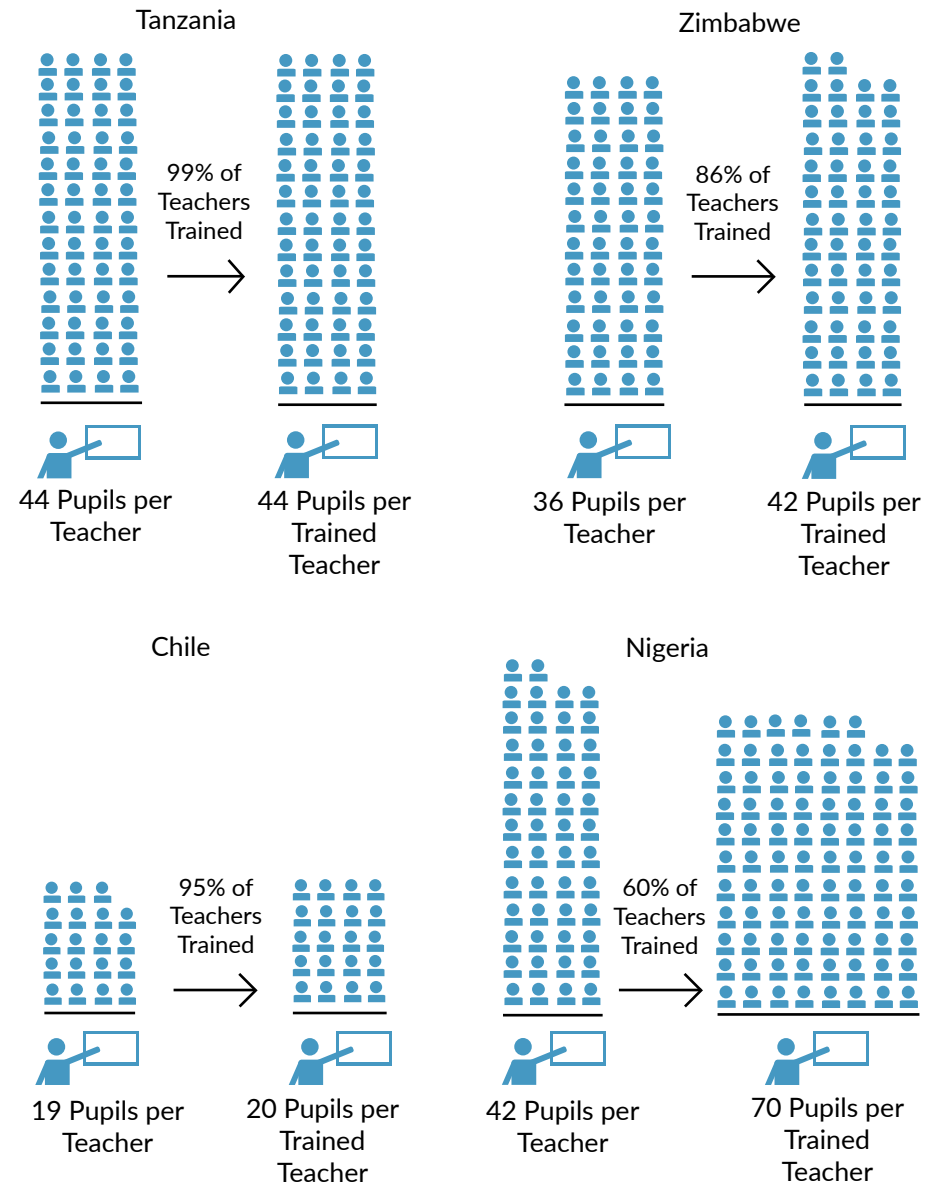 Tanzania
99% of
Teachers
Trained
44 Pupils per
Teacher
44 Pupils per
Trained
Teacher
Zimbabwe
86% of
Teachers
Trained
36 Pupils per
Teacher
42 Pupils per
Trained
Teacher
Chile
95% of
Teachers
Trained
19 Pupils per
Teacher
20 Pupils per
Trained
Teacher
Nigeria
60% of
Teachers
Trained
42 Pupils per
Teacher
70 Pupils per
Trained
Teacher